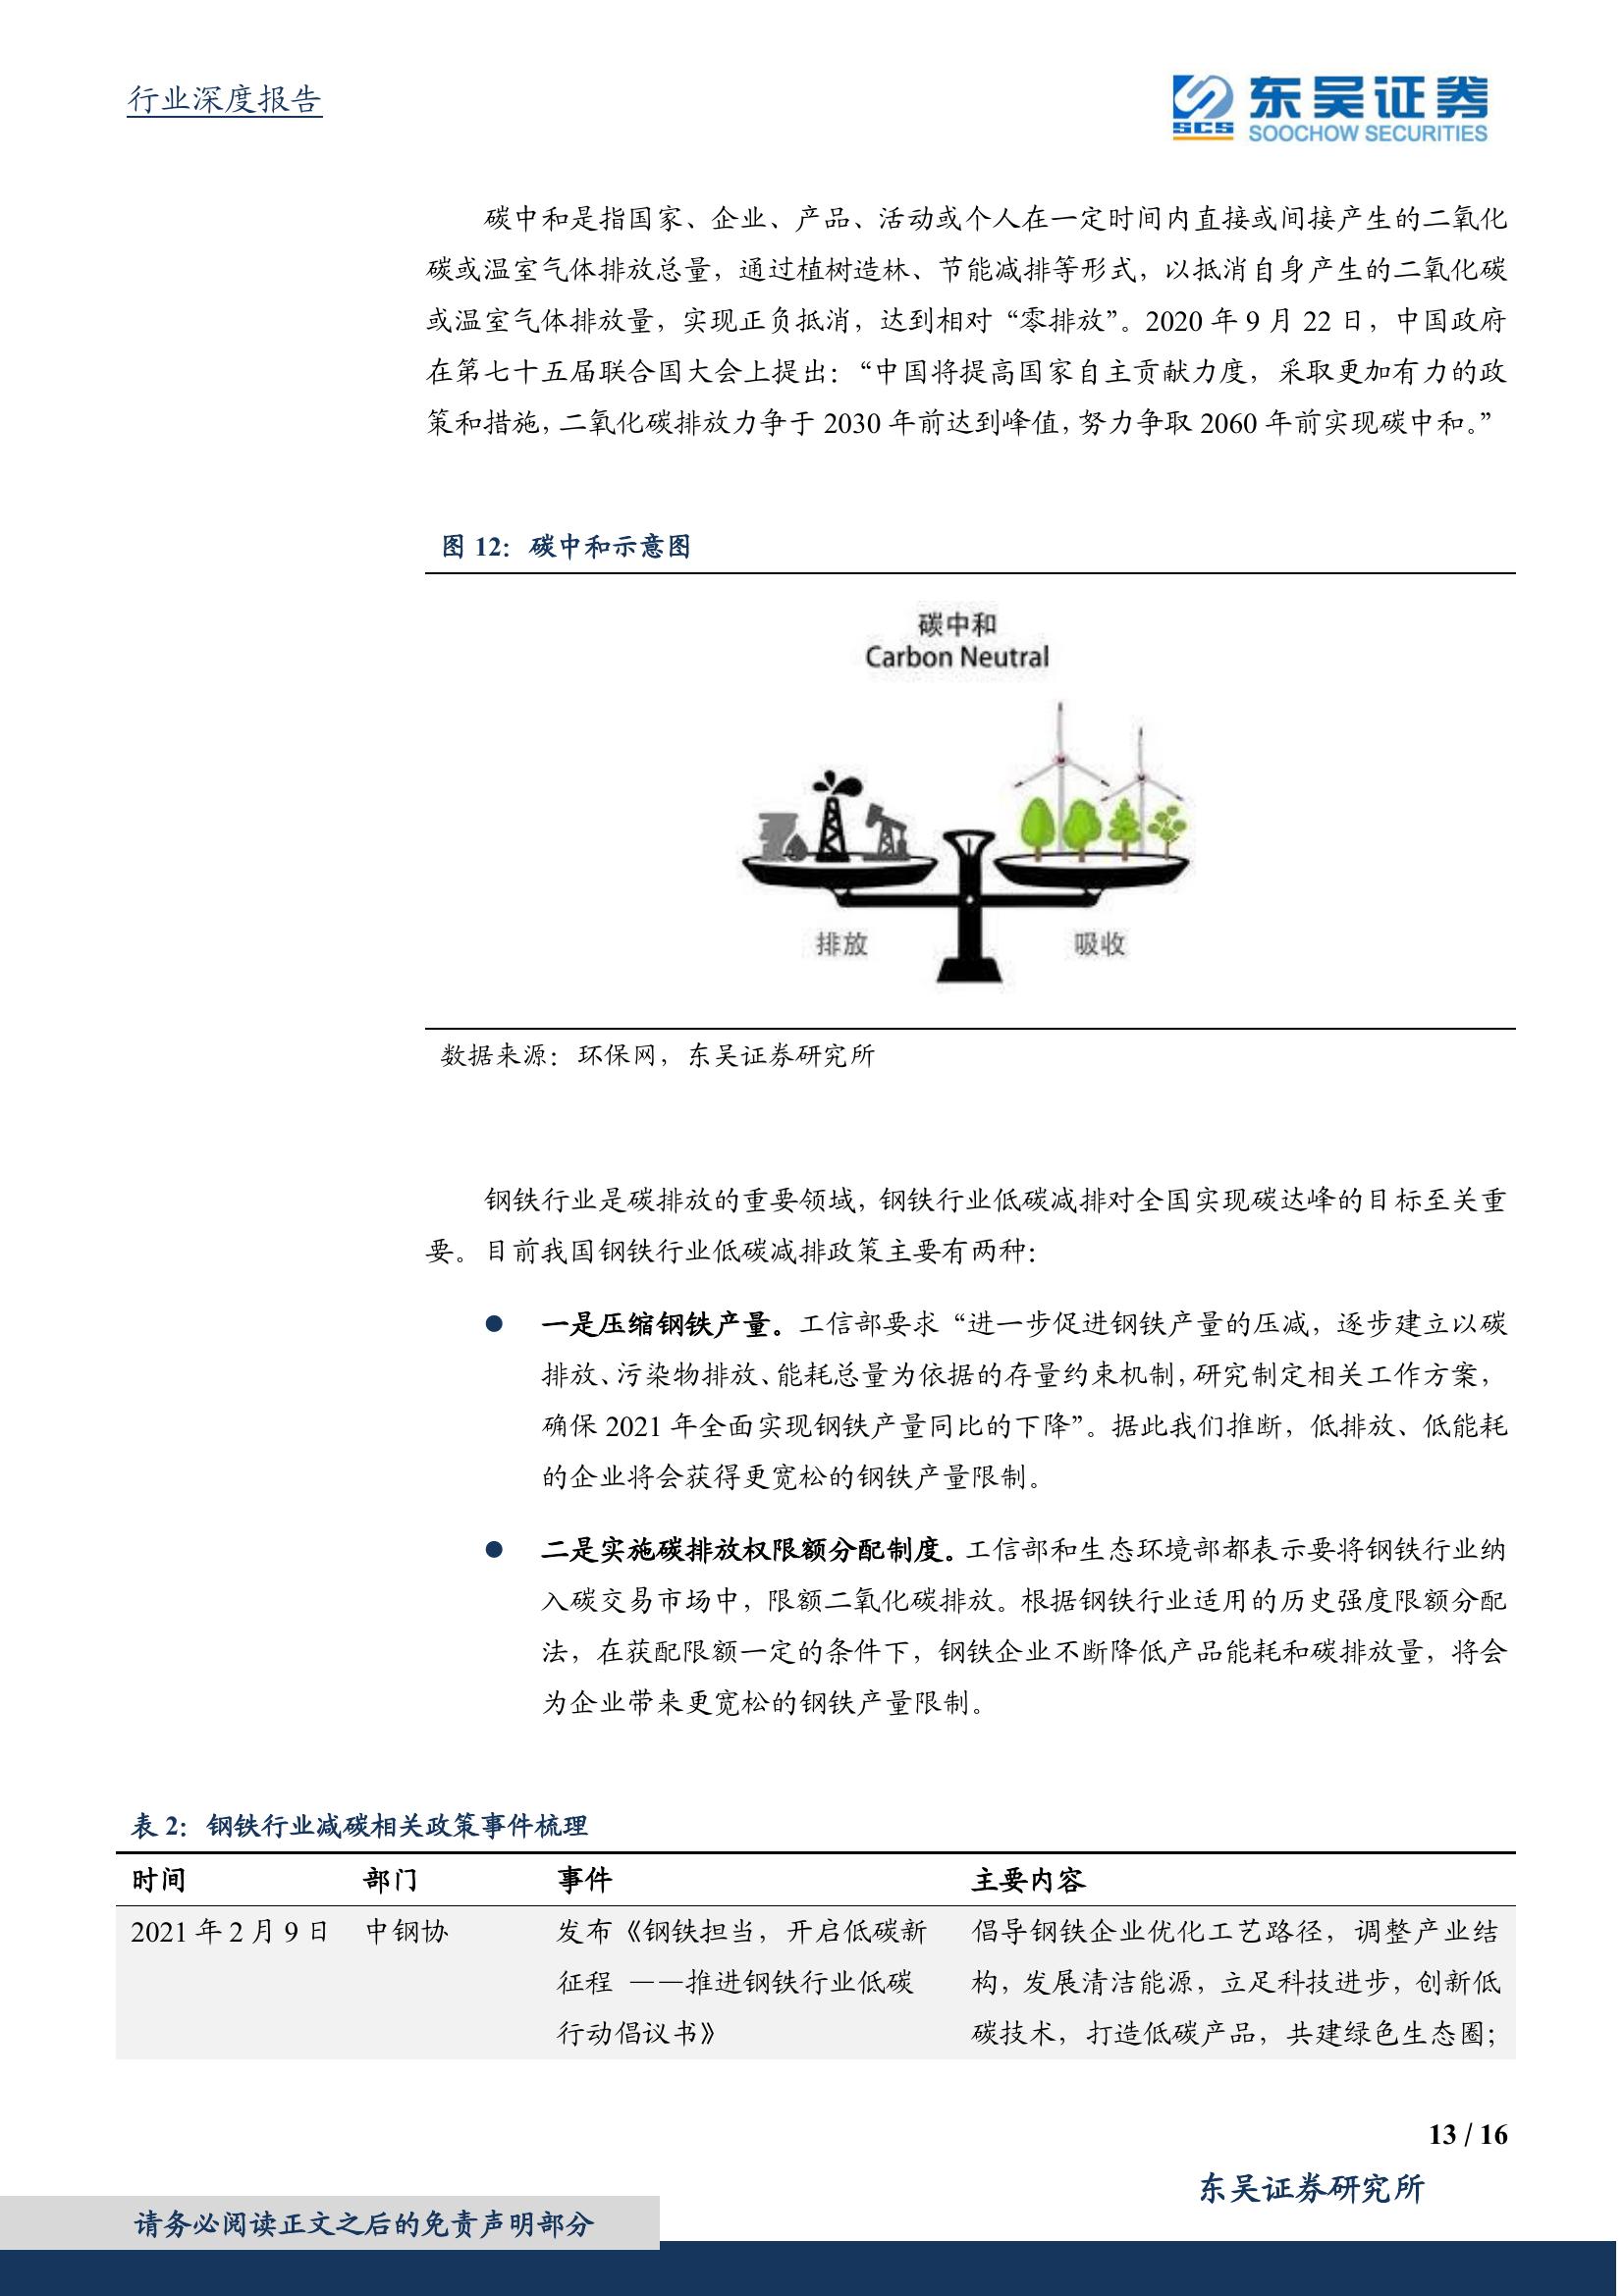 行业深度报告
SCS
东吴证券
SOOCHOW SECURITIES
碳中和是指国家、企业、产品、活动或个人在一定时间内直接或间接产生的二氧化
碳或温室气体排放总量，通过植树造林、节能减排等形式，以抵消自身产生的二氧化碳
或温室气体排放量，实现正负抵消，达到相对“零排放”。2020 年 9 月 22 日，中国政府
在第七十五届联合国大会上提出：“中国将提高国家自主贡献力度，采取更加有力的政
策和措施，二氧化碳排放力争于 2030 年前达到峰值，努力争取 2060 年前实现碳中和。”
图 12：碳中和示意图
碳中和
Carbon Neutral
排放
吸收
数据来源：环保网，东吴证券研究所
钢铁行业是碳排放的重要领域，钢铁行业低碳减排对全国实现碳达峰的目标至关重
要。目前我国钢铁行业低碳减排政策主要有两种：
● 一是压缩钢铁产量。工信部要求“进一步促进钢铁产量的压减，逐步建立以碳
排放、污染物排放、能耗总量为依据的存量约束机制，研究制定相关工作方案，
确保 2021 年全面实现钢铁产量同比的下降”。据此我们推断，低排放、低能耗
的企业将会获得更宽松的钢铁产量限制。
● 二是实施碳排放权限额分配制度。工信部和生态环境部都表示要将钢铁行业纳
入碳交易市场中，限额二氧化碳排放。根据钢铁行业适用的历史强度限额分配
法，在获配限额一定的条件下，钢铁企业不断降低产品能耗和碳排放量，将会
为企业带来更宽松的钢铁产量限制。
表 2：钢铁行业减碳相关政策事件梳理
时间 部门 事件 主要内容
2021 年 2 月 9 日 中钢协 发布《钢铁担当，开启低碳新 倡导钢铁企业优化工艺路径，调整产业结
征程 ——推进钢铁行业低碳 构，发展清洁能源，立足科技进步，创新低
行动倡议书》 碳技术，打造低碳产品，共建绿色生态圈；
13 / 16
东吴证券研究所
请务必阅读正文之后的免责声明部分